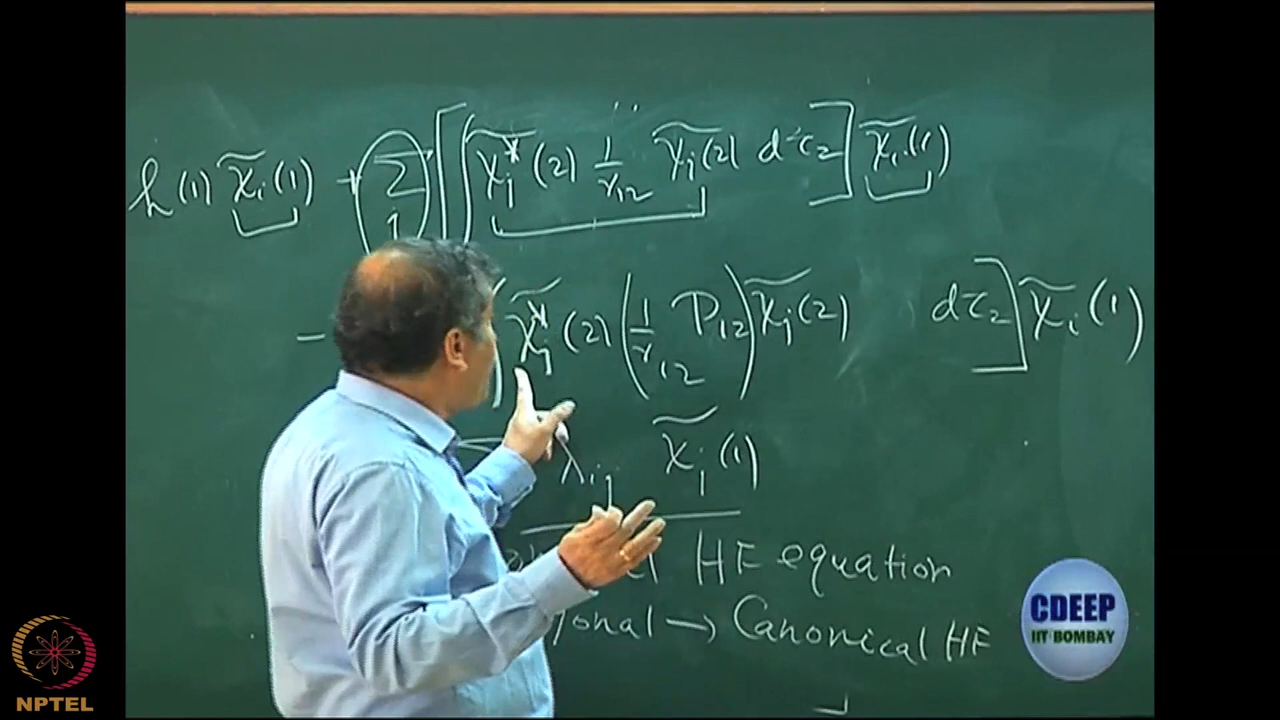 h(1) χ̃i(1) + Σj [∫ χ̃j*(2) 1/r12 χ̃j(2) dτ2] χ̃i(1)
- χ̃j*(2) (1/r12 P12) χ̃j(2) dτ2] χ̃i(1)
λij χ̃j(1)
HF equation
onal → Canonical HF
CDEEP
IIT BOMBAY
NPTEL